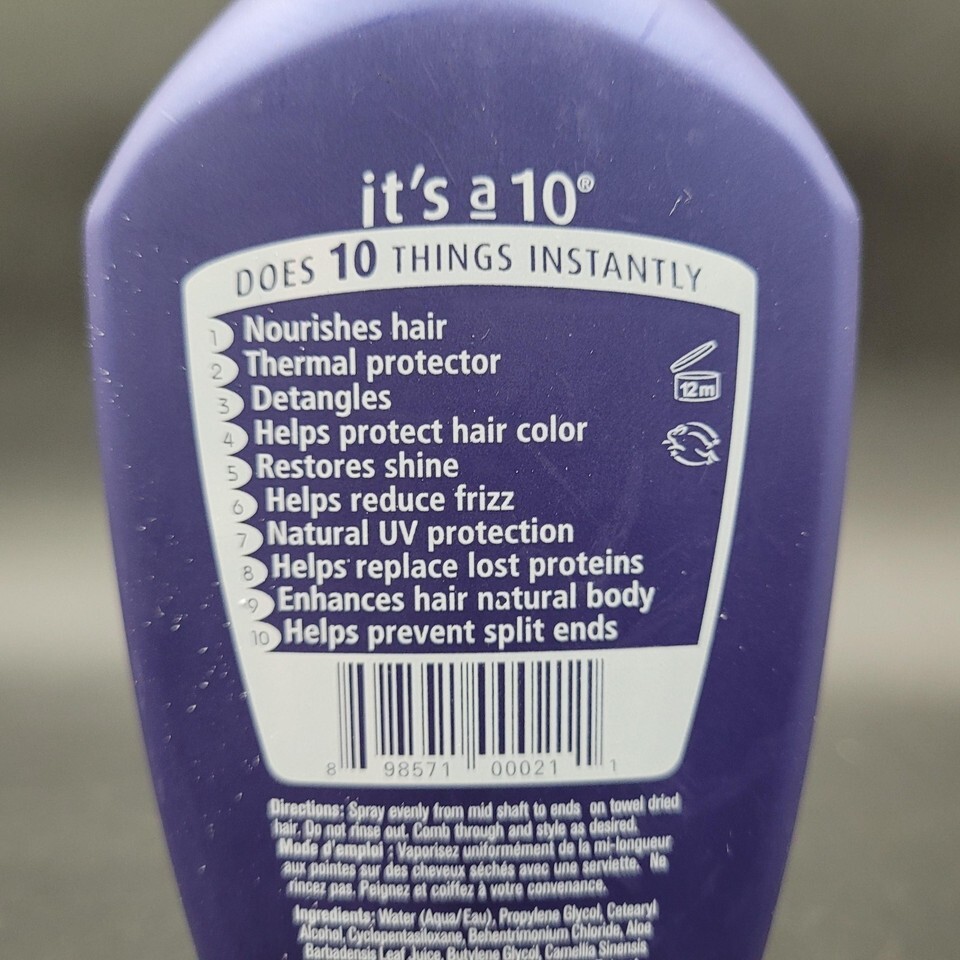 it's a 10®
DOES 10 THINGS INSTANTLY
1 Nourishes hair
2 Thermal protector
3 Detangles
4 Helps protect hair color
5 Restores shine
6 Helps reduce frizz
7 Natural UV protection
8 Helps replace lost proteins
9 Enhances hair natural body
10 Helps prevent split ends
12m
8 98571 00021 1
Directions: Spray evenly from mid shaft to ends on towel dried
hair. Do not rinse out. Comb through and style as desired.
Mode d'emploi : Vaporisez uniformément de la mi-longueur
aux pointes sur des cheveux séchés avec une serviette. Ne
rincez pas. Peignez et coiffez à votre convenance.
Ingredients: Water (Aqua/Eau), Propylene Glycol, Cetearyl
Alcohol, Cyclopentasiloxane, Behentrimonium Chloride, Aloe
Barbadensis Leaf Juice, Butylene Glycol, Camellia Sinensis